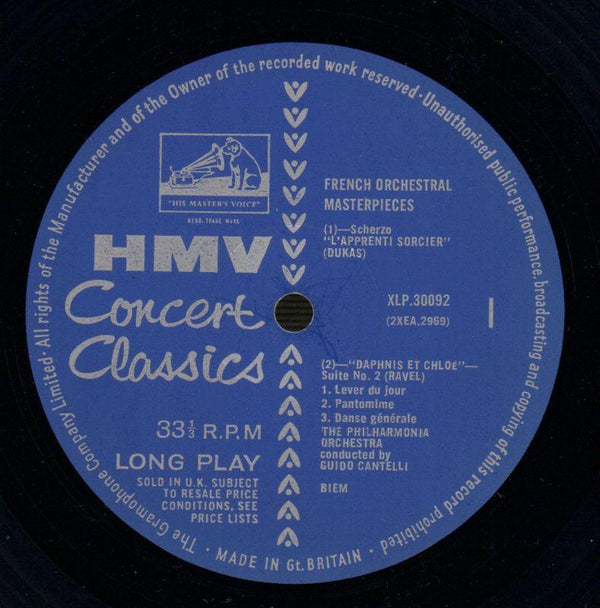 The Gramophone Company Limited · All rights of the Manufacturer and of the Owner of the recorded work reserved · Unauthorised public performance, broadcasting and copying of this record prohibited ·
"HIS MASTER'S VOICE"
REGD. TRADE MARK
HMV
Concert
Classics
33⅓ R.P.M
LONG PLAY
SOLD IN U.K. SUBJECT
TO RESALE PRICE
CONDITIONS, SEE
PRICE LISTS
FRENCH ORCHESTRAL
MASTERPIECES
(1)—Scherzo
"L'APPRENTI SORCIER"
(DUKAS)
XLP.30092
(2XEA.2969)
I
(2)—"DAPHNIS ET CHLOé"—
Suite No. 2 (RAVEL)
1. Lever du jour
2. Pantomime
3. Danse générale
THE PHILHARMONIA
ORCHESTRA
conducted by
GUIDO CANTELLI
BIEM
· MADE IN Gt. BRITAIN ·